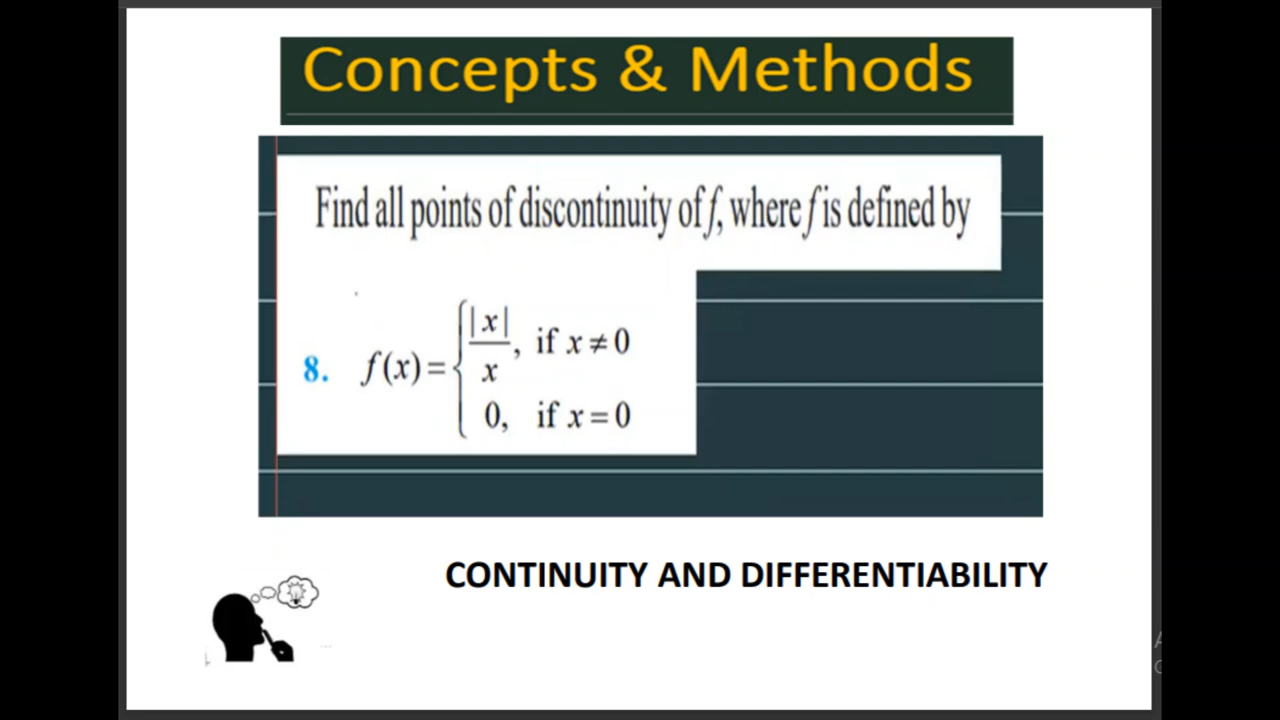 Concepts & Methods
Find all points of discontinuity of f, where f is defined by
8. f(x) = { |x|/x, if x ≠ 0
0, if x = 0
CONTINUITY AND DIFFERENTIABILITY